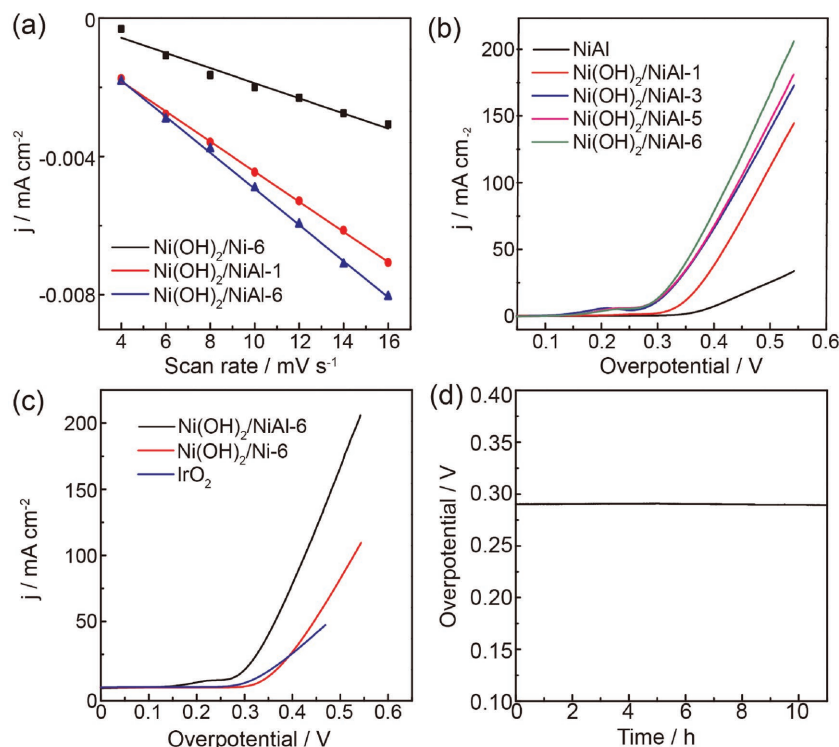 (a)
0
-0.004
-0.008
j / mA cm⁻²
Ni(OH)₂/Ni-6
Ni(OH)₂/NiAl-1
Ni(OH)₂/NiAl-6
4 6 8 10 12 14 16
Scan rate / mV s⁻¹
(b)
200
150
100
50
0
j / mA cm₋₂
NiAl
Ni(OH)₂/NiAl-1
Ni(OH)₂/NiAl-3
Ni(OH)₂/NiAl-5
Ni(OH)₂/NiAl-6
0.1 0.2 0.3 0.4 0.5 0.6
Overpotential / V
(c)
200
150
100
50
0
j / mA cm⁻²
Ni(OH)₂/NiAl-6
Ni(OH)₂/Ni-6
IrO₂
0 0.1 0.2 0.3 0.4 0.5 0.6
Overpotential / V
(d)
0.40
0.35
0.30
0.25
0.20
0.15
0.10
Overpotential / V
0 2 4 6 8 10
Time / h